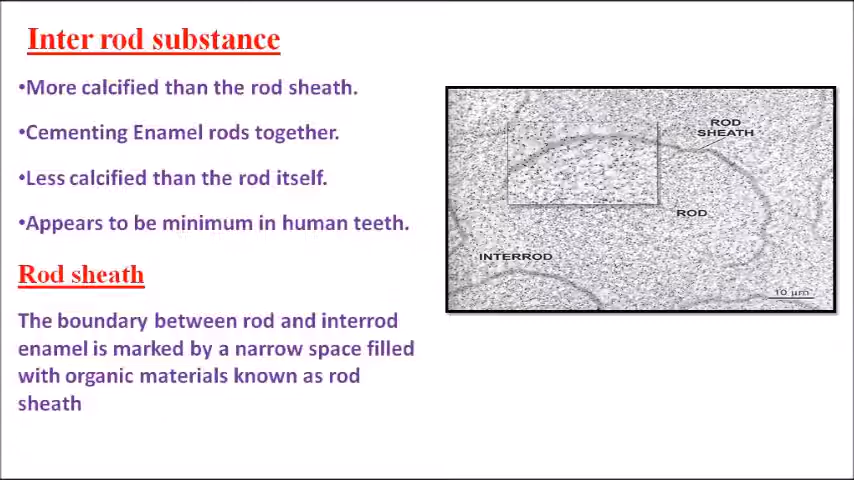 Inter rod substance
•More calcified than the rod sheath.
•Cementing Enamel rods together.
•Less calcified than the rod itself.
•Appears to be minimum in human teeth.
Rod sheath
The boundary between rod and interrod
enamel is marked by a narrow space filled
with organic materials known as rod
sheath
ROD
SHEATH
ROD
INTERROD
10 μm